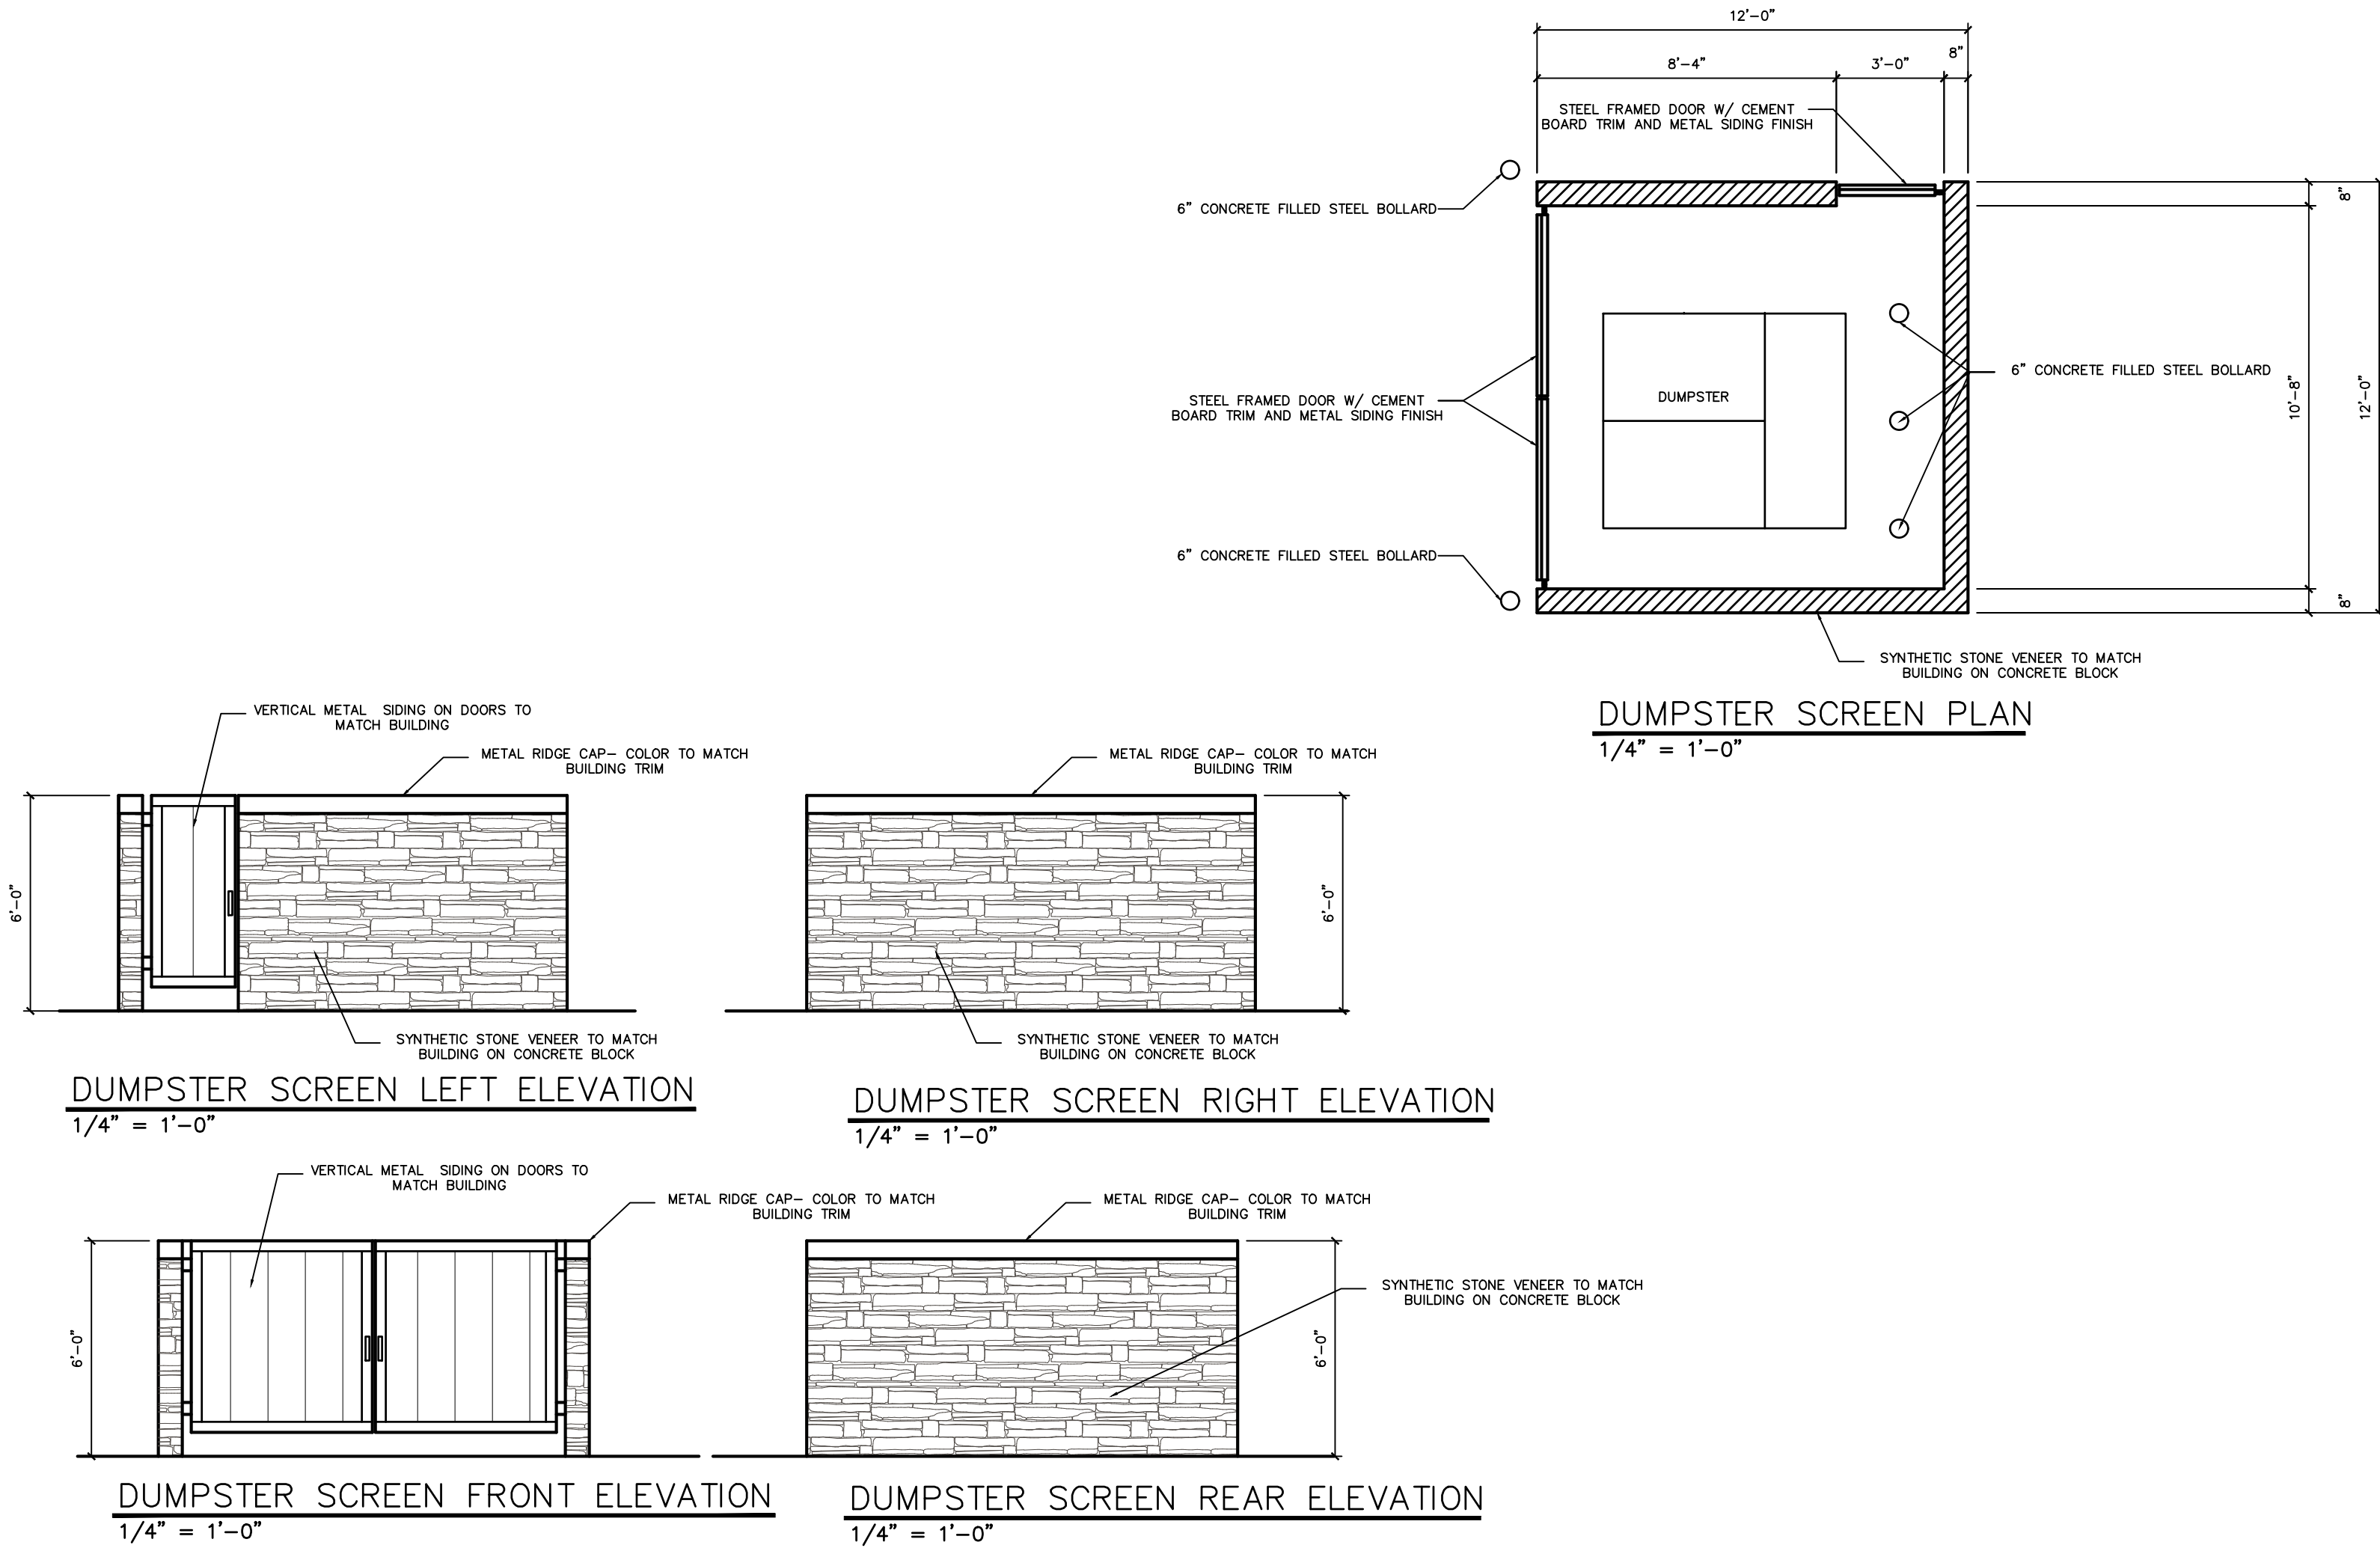 12'-0"
8'-4"
3'-0"
8"
STEEL FRAMED DOOR W/ CEMENT
BOARD TRIM AND METAL SIDING FINISH
6" CONCRETE FILLED STEEL BOLLARD
8"
10'-8"
12'-0"
8"
6" CONCRETE FILLED STEEL BOLLARD
DUMPSTER
STEEL FRAMED DOOR W/ CEMENT
BOARD TRIM AND METAL SIDING FINISH
6" CONCRETE FILLED STEEL BOLLARD
SYNTHETIC STONE VENEER TO MATCH
BUILDING ON CONCRETE BLOCK
DUMPSTER SCREEN PLAN
1/4" = 1'-0"
VERTICAL METAL SIDING ON DOORS TO
MATCH BUILDING
METAL RIDGE CAP- COLOR TO MATCH
BUILDING TRIM
6'-0"
SYNTHETIC STONE VENEER TO MATCH
BUILDING ON CONCRETE BLOCK
DUMPSTER SCREEN LEFT ELEVATION
1/4" = 1'-0"
METAL RIDGE CAP- COLOR TO MATCH
BUILDING TRIM
6'-0"
SYNTHETIC STONE VENEER TO MATCH
BUILDING ON CONCRETE BLOCK
DUMPSTER SCREEN RIGHT ELEVATION
1/4" = 1'-0"
VERTICAL METAL SIDING ON DOORS TO
MATCH BUILDING
METAL RIDGE CAP- COLOR TO MATCH
BUILDING TRIM
6'-0"
DUMPSTER SCREEN FRONT ELEVATION
1/4" = 1'-0"
METAL RIDGE CAP- COLOR TO MATCH
BUILDING TRIM
SYNTHETIC STONE VENEER TO MATCH
BUILDING ON CONCRETE BLOCK
6'-0"
DUMPSTER SCREEN REAR ELEVATION
1/4" = 1'-0"